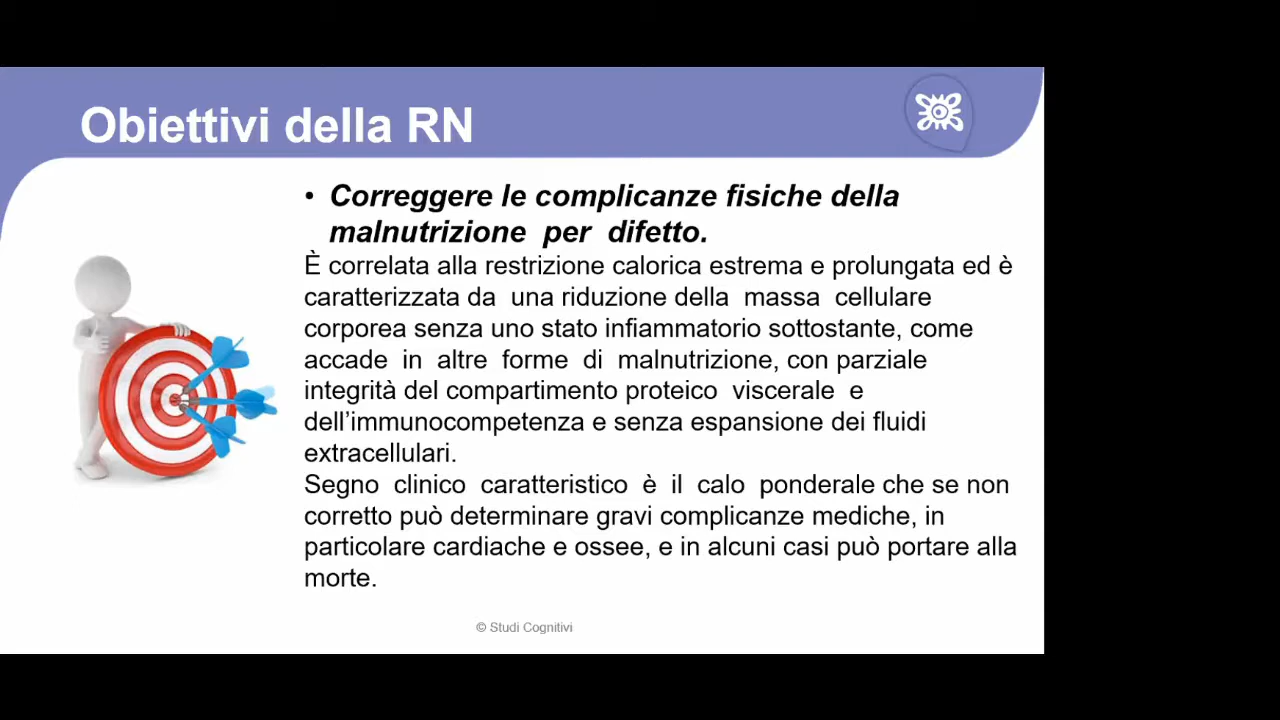 Obiettivi della RN
• Correggere le complicanze fisiche della
malnutrizione per difetto.
È correlata alla restrizione calorica estrema e prolungata ed è
caratterizzata da una riduzione della massa cellulare
corporea senza uno stato infiammatorio sottostante, come
accade in altre forme di malnutrizione, con parziale
integrità del compartimento proteico viscerale e
dell’immunocompetenza e senza espansione dei fluidi
extracellulari.
Segno clinico caratteristico è il calo ponderale che se non
corretto può determinare gravi complicanze mediche, in
particolare cardiache e ossee, e in alcuni casi può portare alla
morte.
© Studi Cognitivi